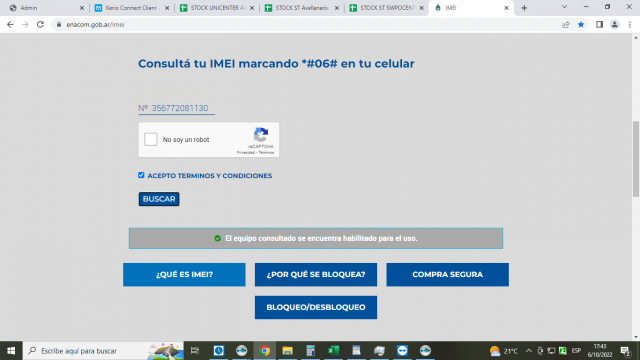 Admin
Kerio Connect Client
STOCK UNICENTER
STOCK ST Avellaneda
STOCK ST SWPOCENT
IMEI
enacom.gob.ar/imei
Consultá tu IMEI marcando *#06# en tu celular
Nº 356772081130
No soy un robot
reCAPTCHA
Privacidad - Términos
ACEPTO TERMINOS Y CONDICIONES
BUSCAR
El equipo consultado se encuentra habilitado para el uso.
¿QUÉ ES IMEI?
¿POR QUÉ SE BLOQUEA?
COMPRA SEGURA
BLOQUEO/DESBLOQUEO
Escribe aquí para buscar
21°C
ESP
17:43
6/10/2022